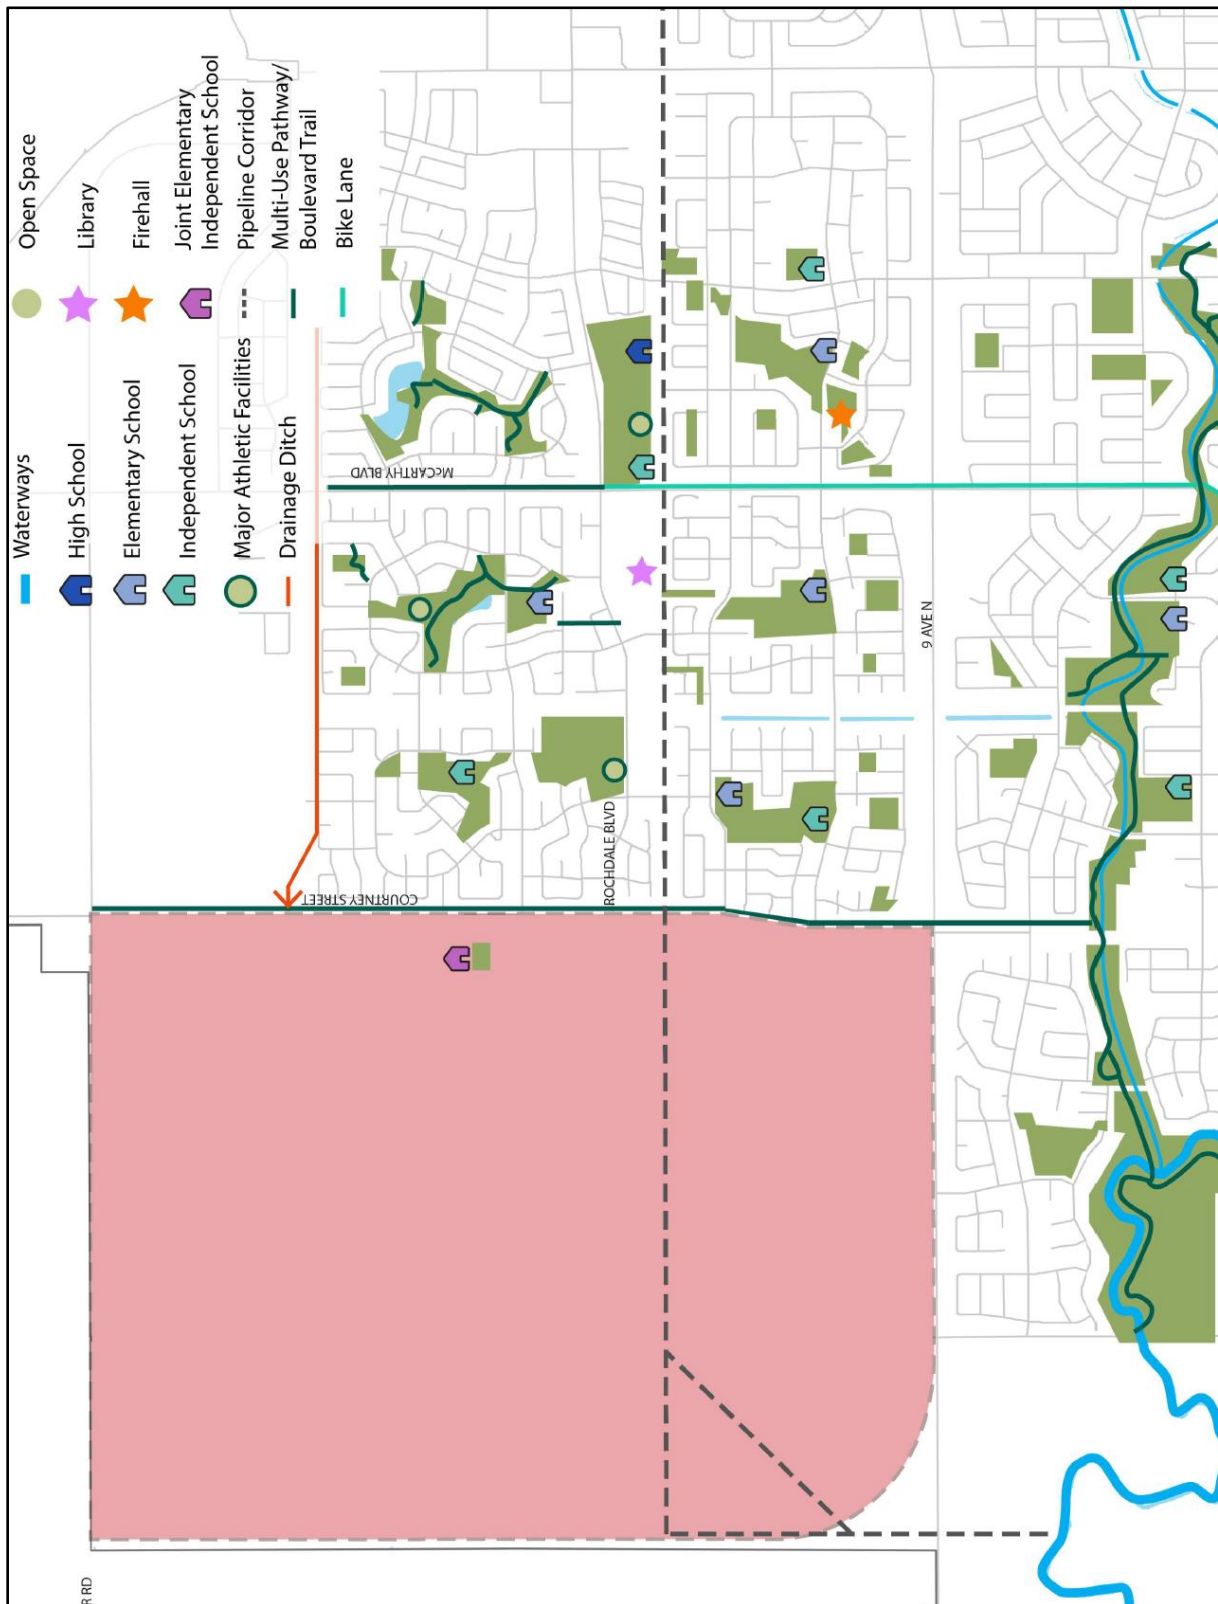 Waterways
High School
Elementary School
Independent School
Major Athletic Facilities
Drainage Ditch
Open Space
Library
Firehall
Joint Elementary
Independent School
Pipeline Corridor
Multi-Use Pathway/
Boulevard Trail
Bike Lane
McCARTHY BLVD
COURTNEY STREET
ROCHDALE BLVD
9 AVE N
R RD